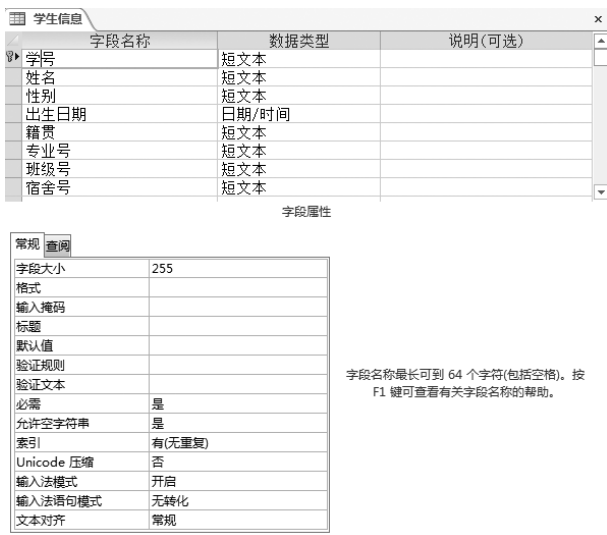 学生信息
字段名称 数据类型 说明(可选)
学号 短文本
姓名 短文本
性别 短文本
出生日期 日期/时间
籍贯 短文本
专业号 短文本
班级号 短文本
宿舍号 短文本
字段属性
常规 查阅
字段大小 255
格式
输入掩码
标题
默认值
验证规则
验证文本
必需 是
允许空字符串 是
索引 有(无重复)
Unicode 压缩 否
输入法模式 开启
输入法语句模式 无转化
文本对齐 常规
字段名称最长可到 64 个字符(包括空格)。按
F1 键可查看有关字段名称的帮助。